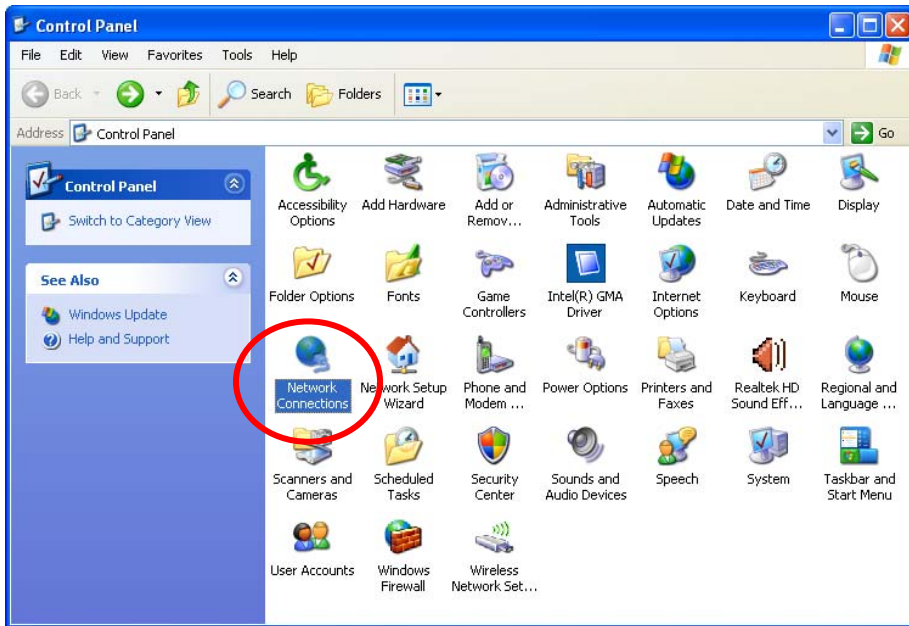 Control Panel
File Edit View Favorites Tools Help
Back Search Folders
Address Control Panel Go
Control Panel
Switch to Category View
See Also
Windows Update
Help and Support
Accessibility Options
Add Hardware
Add or Remov...
Administrative Tools
Automatic Updates
Date and Time
Display
Folder Options
Fonts
Game Controllers
Intel(R) GMA Driver
Internet Options
Keyboard
Mouse
Network Connections
Network Setup Wizard
Phone and Modem ...
Power Options
Printers and Faxes
Realtek HD Sound Eff...
Regional and Language ...
Scanners and Cameras
Scheduled Tasks
Security Center
Sounds and Audio Devices
Speech
System
Taskbar and Start Menu
User Accounts
Windows Firewall
Wireless Network Set...